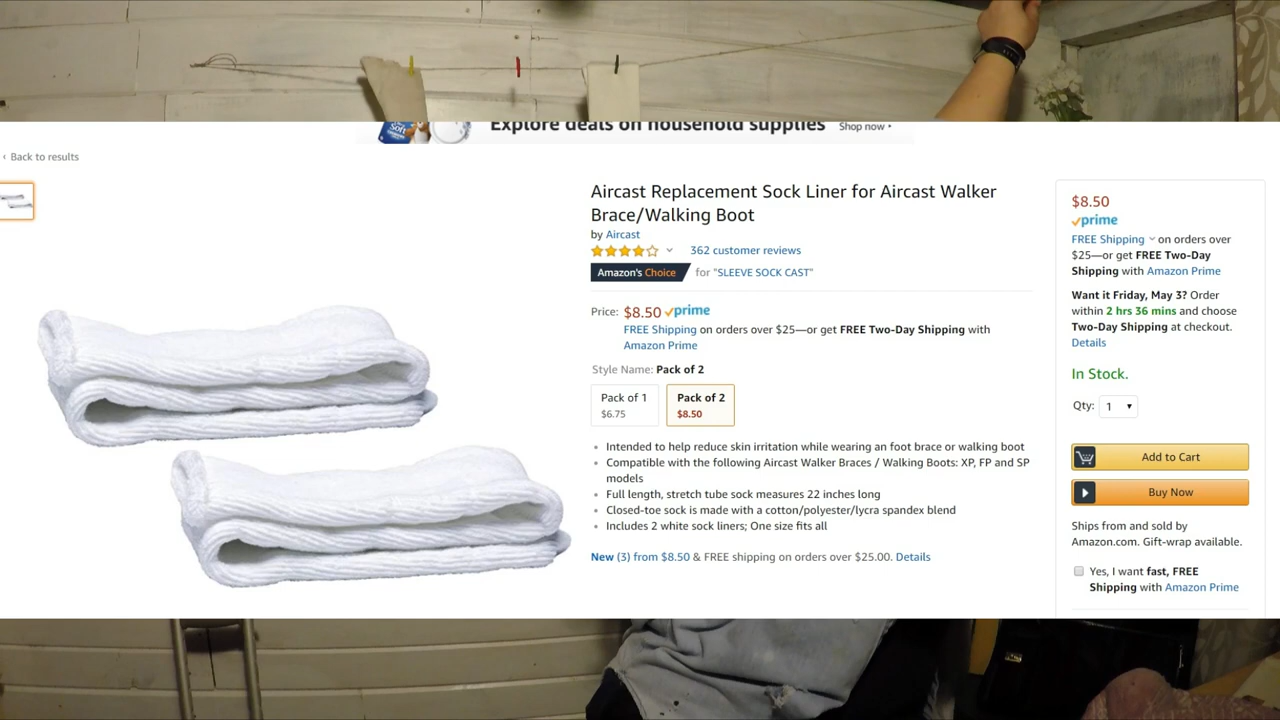 Soft
Explore deals on household supplies
Shop now
Back to results
Aircast Replacement Sock Liner for Aircast Walker
Brace/Walking Boot
by Aircast
362 customer reviews
Amazon's Choice for "SLEEVE SOCK CAST"
Price: $8.50 prime
FREE Shipping on orders over $25—or get FREE Two-Day Shipping with
Amazon Prime
Style Name: Pack of 2
Pack of 1
$6.75
Pack of 2
$8.50
• Intended to help reduce skin irritation while wearing an foot brace or walking boot
• Compatible with the following Aircast Walker Braces / Walking Boots: XP, FP and SP
models
• Full length, stretch tube sock measures 22 inches long
• Closed-toe sock is made with a cotton/polyester/lycra spandex blend
• Includes 2 white sock liners; One size fits all
New (3) from $8.50 & FREE shipping on orders over $25.00. Details
$8.50
prime
FREE Shipping on orders over
$25—or get FREE Two-Day
Shipping with Amazon Prime
Want it Friday, May 3? Order
within 2 hrs 36 mins and choose
Two-Day Shipping at checkout.
Details
In Stock.
Qty: 1
Add to Cart
Buy Now
Ships from and sold by
Amazon.com. Gift-wrap available.
Yes, I want fast, FREE
Shipping with Amazon Prime